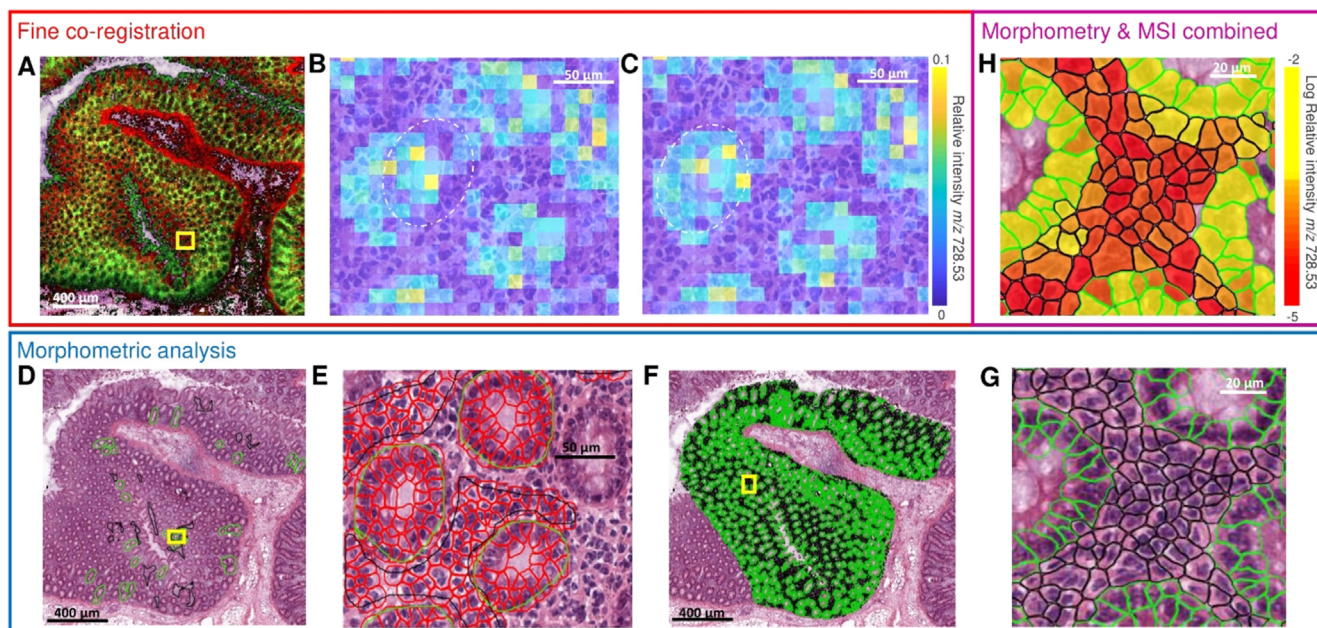 Fine co-registration
Morphometry & MSI combined
A
B
C
H
50 µm
50 µm
20 µm
400 µm
0.1
Relative intensity m/z 728.53
0
-2
Log Relative intensity m/z 728.53
-5
Morphometric analysis
D
E
F
G
400 µm
50 µm
400 µm
20 µm